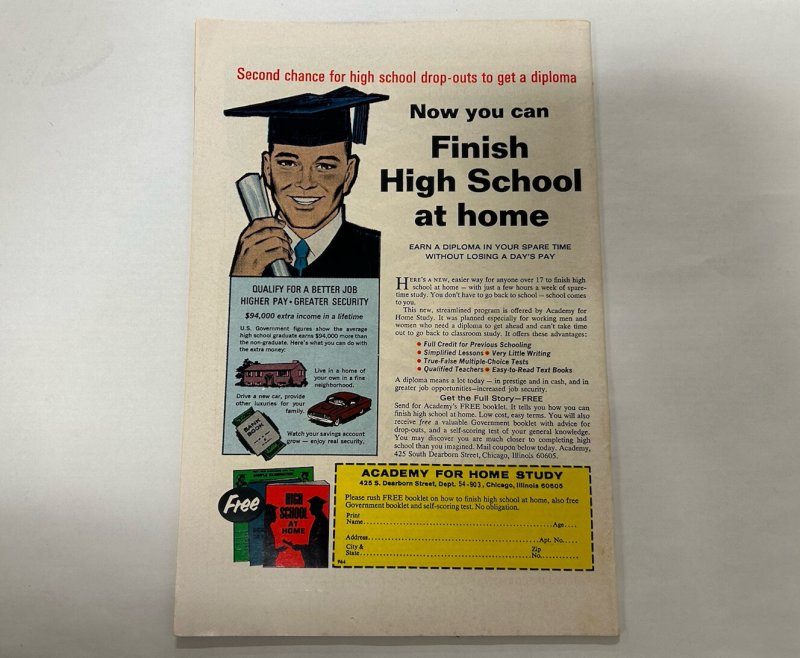 Second chance for high school drop-outs to get a diploma
Now you can
Finish
High School
at home
EARN A DIPLOMA IN YOUR SPARE TIME
WITHOUT LOSING A DAY'S PAY
QUALIFY FOR A BETTER JOB
HIGHER PAY • GREATER SECURITY
$94,000 extra income in a lifetime
U.S. Government figures show the average
high school graduate earns $94,000 more than
the non-graduate. Here's what you can do with
the extra money:
Live in a home of
your own in a fine
neighborhood.
Drive a new car, provide
other luxuries for your
family.
BANK
BOOK
Watch your savings account
grow — enjoy real security.
HERE'S A NEW, easier way for anyone over 17 to finish high
school at home — with just a few hours a week of spare-
time study. You don't have to go back to school — school comes
to you.
This new, streamlined program is offered by Academy for
Home Study. It was planned especially for working men and
women who need a diploma to get ahead and can't take time
out to go back to classroom study. It offers these advantages:
• Full Credit for Previous Schooling
• Simplified Lessons • Very Little Writing
• True-False Multiple-Choice Tests
• Qualified Teachers • Easy-to-Read Text Books
A diploma means a lot today — in prestige and in cash, and in
greater job opportunities—increased job security.
Get the Full Story—FREE
Send for Academy's FREE booklet. It tells you how you can
finish high school at home. Low cost, easy terms. You will also
receive free a valuable Government booklet with advice for
drop-outs, and a self-scoring test of your general knowledge.
You may discover you are much closer to completing high
school than you imagined. Mail coupon below today. Academy,
425 South Dearborn Street, Chicago, Illinois 60605.
Free
HIGH
SCHOOL
AT
HOME
ACADEMY FOR HOME STUDY
425 S. Dearborn Street, Dept. 54-903, Chicago, Illinois 60605
Please rush FREE booklet on how to finish high school at home, also free
Government booklet and self-scoring test. No obligation.
Print
Name Age
Address Apt. No.
City & Zip
State No.